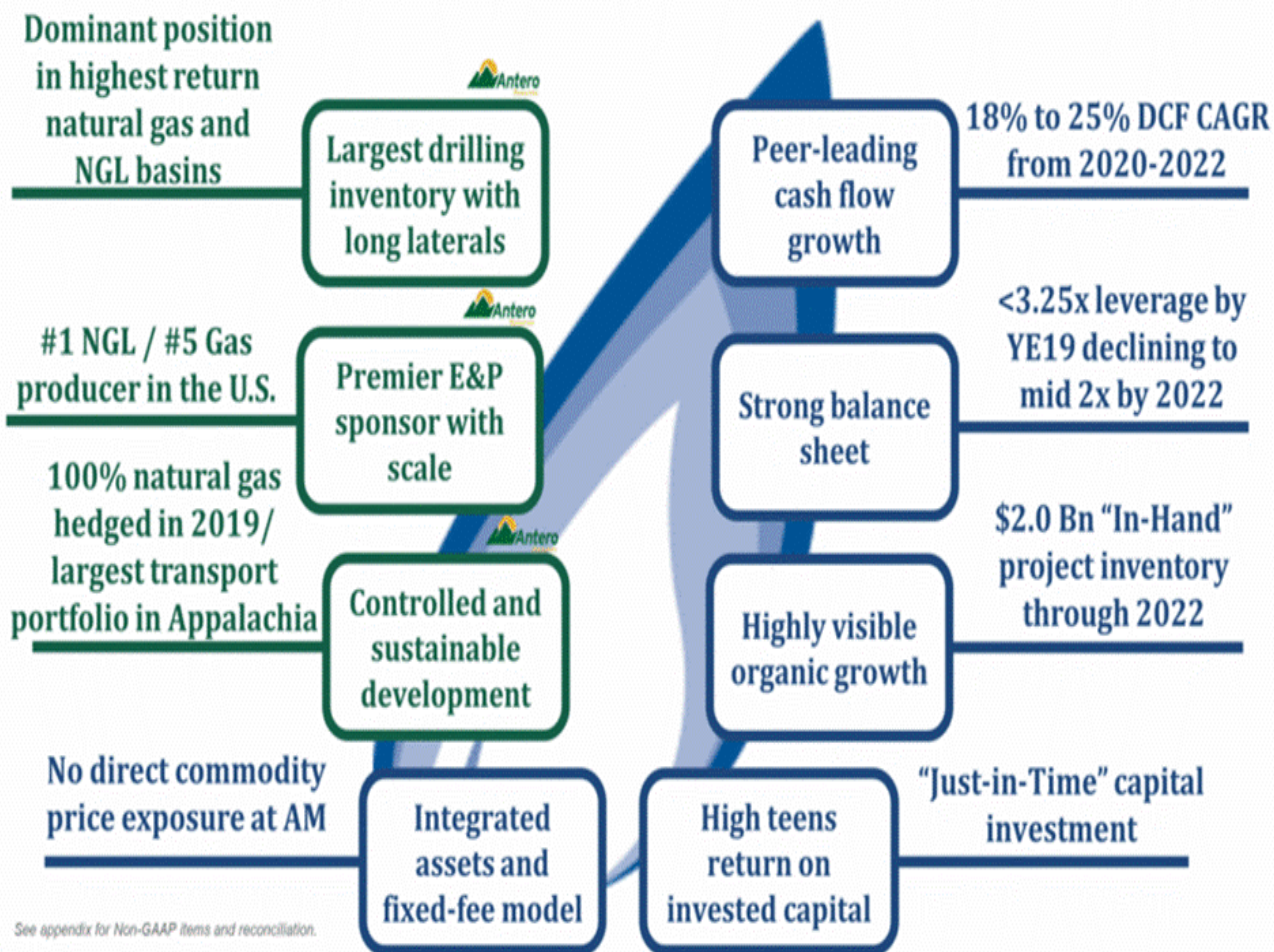 Dominant position
in highest return
natural gas and
NGL basins
Antero
Largest drilling
inventory with
long laterals
#1 NGL / #5 Gas
producer in the U.S.
Antero
Premier E&P
sponsor with
scale
100% natural gas
hedged in 2019/
largest transport
portfolio in Appalachia
Antero
Controlled and
sustainable
development
No direct commodity
price exposure at AM
Integrated
assets and
fixed-fee model
Peer-leading
cash flow
growth
18% to 25% DCF CAGR
from 2020-2022
Strong balance
sheet
<3.25x leverage by
YE19 declining to
mid 2x by 2022
Highly visible
organic growth
$2.0 Bn “In-Hand”
project inventory
through 2022
High teens
return on
invested capital
“Just-in-Time” capital
investment
See appendix for Non-GAAP items and reconciliation.